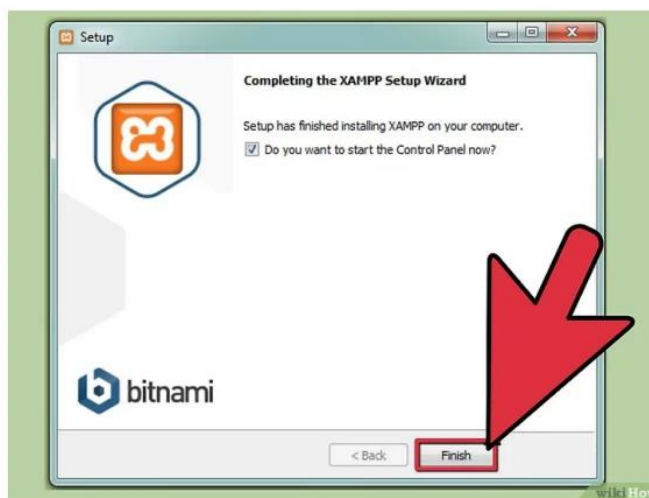 Setup
Completing the XAMPP Setup Wizard
Setup has finished installing XAMPP on your computer.
Do you want to start the Control Panel now?
bitnami
< Back
Finish
wikiHow